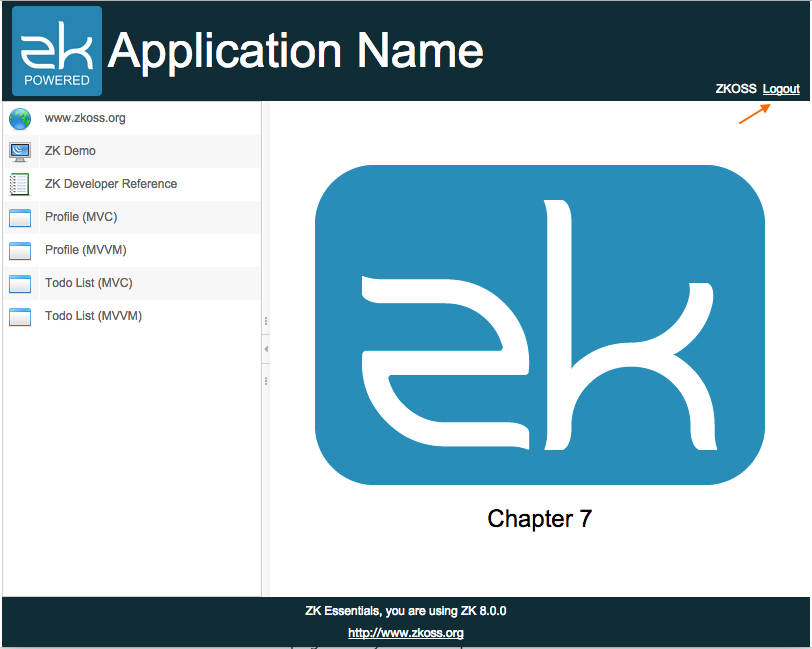 zk
POWERED
Application Name
ZKOSS Logout
www.zkoss.org
ZK Demo
ZK Developer Reference
Profile (MVC)
Profile (MVVM)
Todo List (MVC)
Todo List (MVVM)
zk
Chapter 7
ZK Essentials, you are using ZK 8.0.0
http://www.zkoss.org